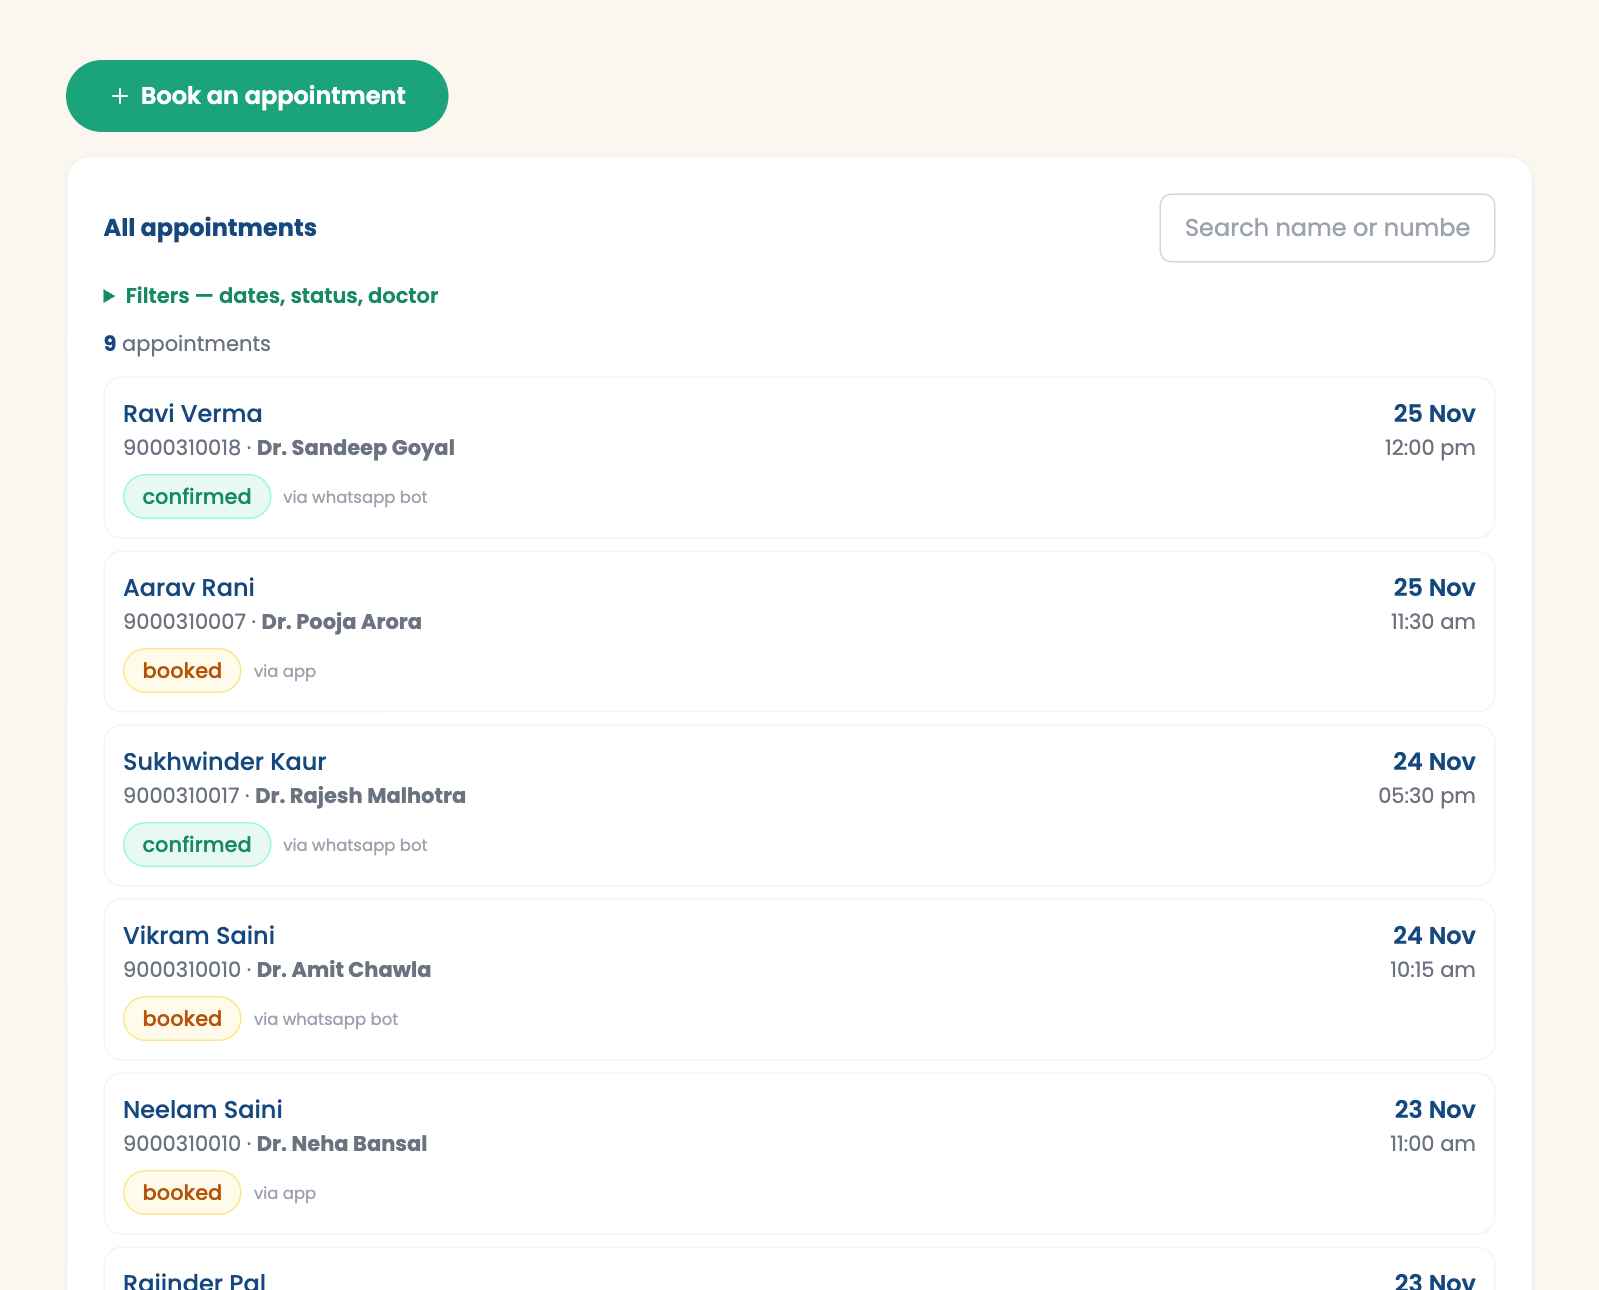 + Book an appointment
All appointments
Search name or numbe
▶ Filters — dates, status, doctor
9 appointments
Ravi Verma
25 Nov
9000310018 · Dr. Sandeep Goyal
12:00 pm
confirmed via whatsapp bot
Aarav Rani
25 Nov
9000310007 · Dr. Pooja Arora
11:30 am
booked via app
Sukhwinder Kaur
24 Nov
9000310017 · Dr. Rajesh Malhotra
05:30 pm
confirmed via whatsapp bot
Vikram Saini
24 Nov
9000310010 · Dr. Amit Chawla
10:15 am
booked via whatsapp bot
Neelam Saini
23 Nov
9000310010 · Dr. Neha Bansal
11:00 am
booked via app
Rajinder Pal
23 Nov